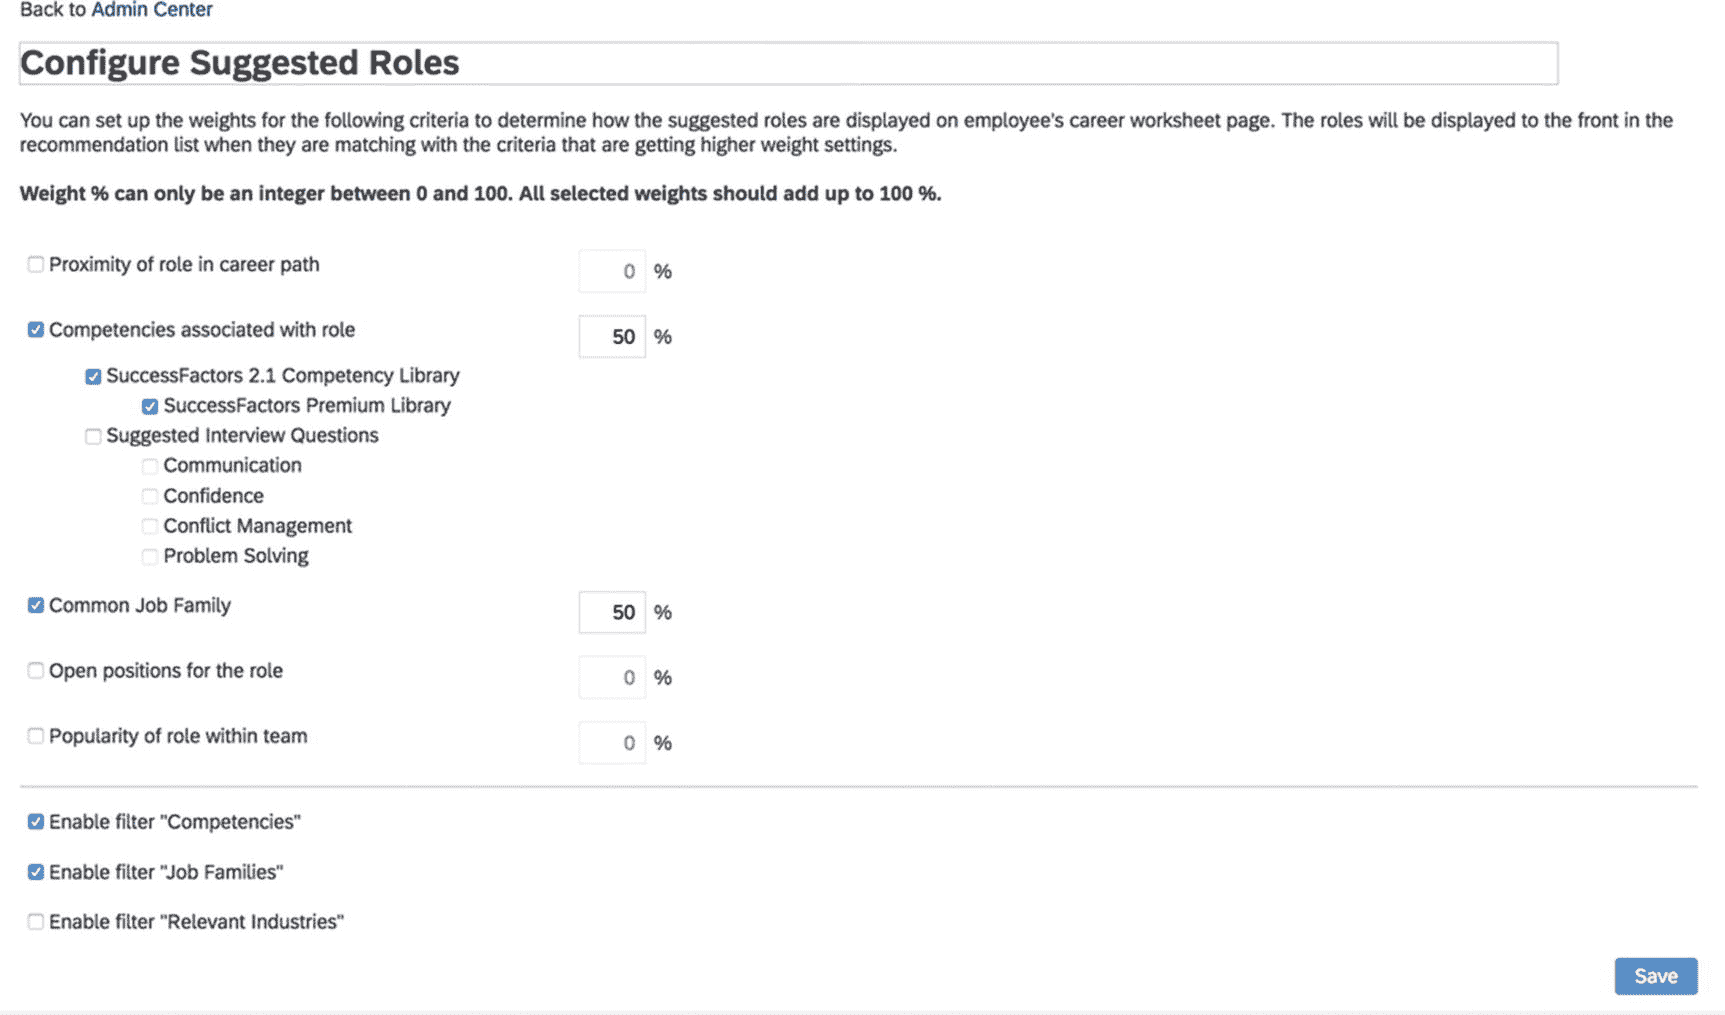 Back to Admin Center
Configure Suggested Roles
You can set up the weights for the following criteria to determine how the suggested roles are displayed on employee's career worksheet page. The roles will be displayed to the front in the
recommendation list when they are matching with the criteria that are getting higher weight settings.
Weight % can only be an integer between 0 and 100. All selected weights should add up to 100 %.
Proximity of role in career path 0 %
Competencies associated with role 50 %
SuccessFactors 2.1 Competency Library
SuccessFactors Premium Library
Suggested Interview Questions
Communication
Confidence
Conflict Management
Problem Solving
Common Job Family 50 %
Open positions for the role 0 %
Popularity of role within team 0 %
Enable filter "Competencies"
Enable filter "Job Families"
Enable filter "Relevant Industries"
Save